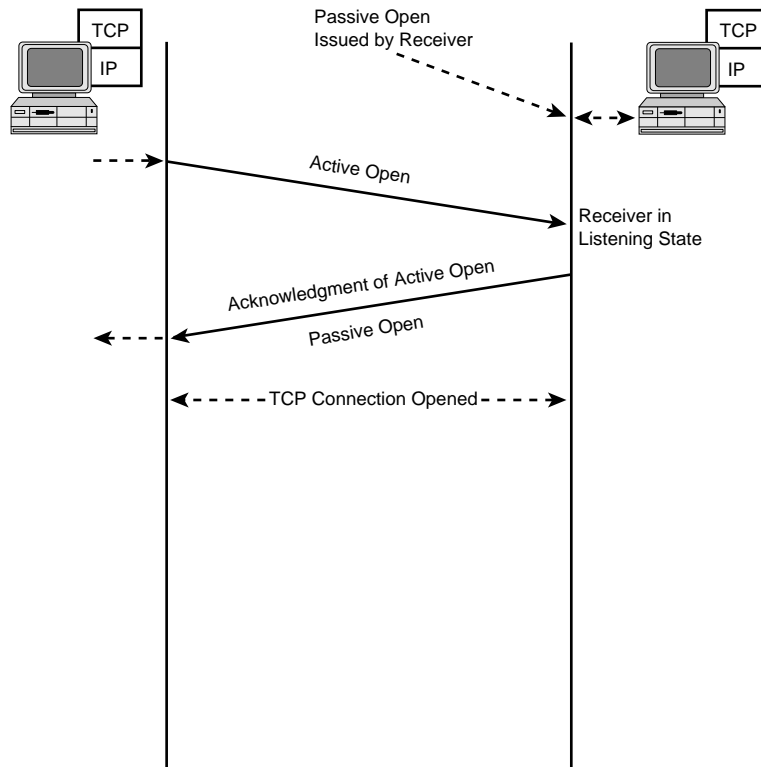 TCP
IP
Passive Open
Issued by Receiver
TCP
IP
Active Open
Receiver in
Listening State
Acknowledgment of Active Open
Passive Open
TCP Connection Opened